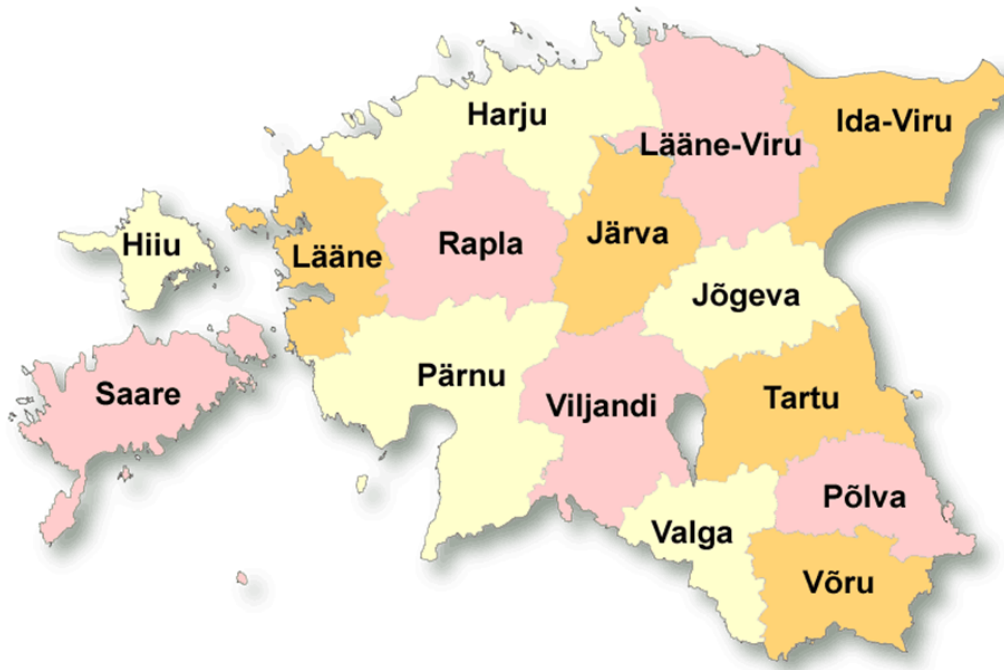 Harju
Ida-Viru
Lääne-Viru
Hiiu
Lääne
Rapla
Järva
Jõgeva
Saare
Pärnu
Viljandi
Tartu
Põlva
Valga
Võru